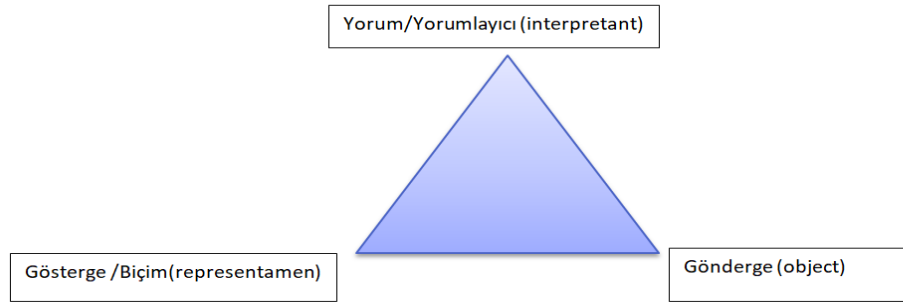 Yorum/Yorumlayıcı (interpretant)
Gösterge /Biçim(representamen)
Gönderge (object)